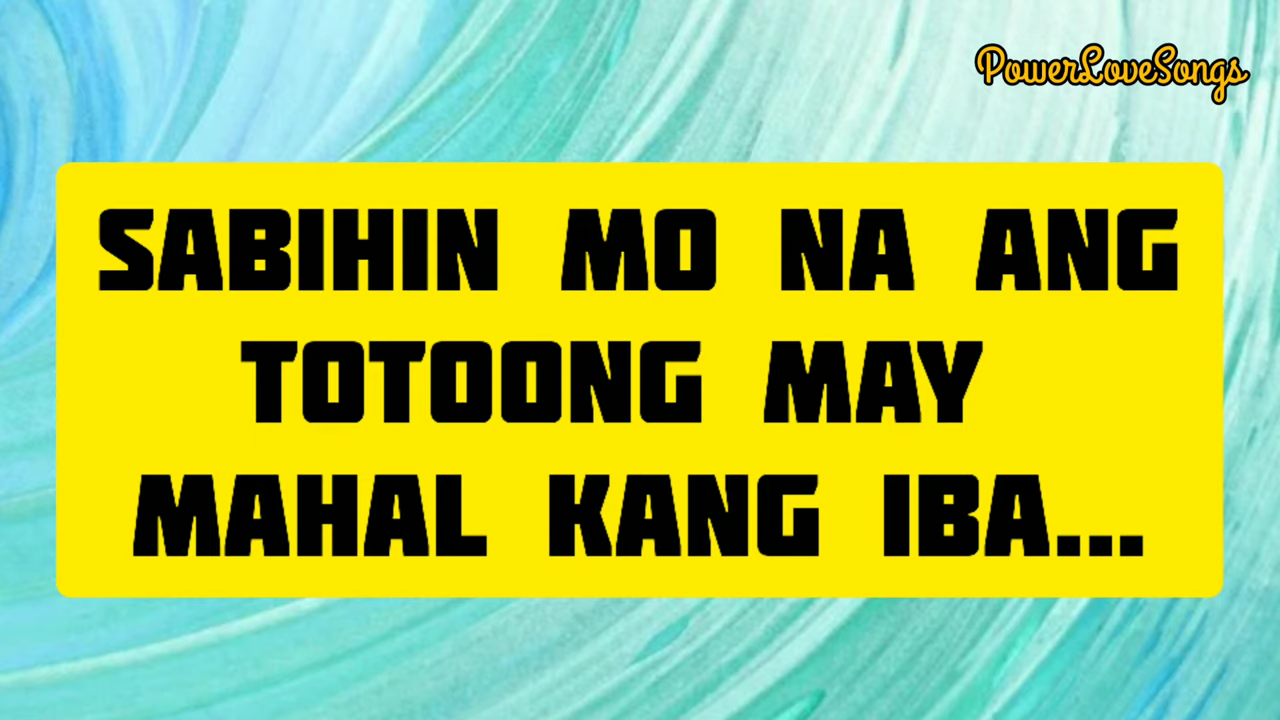 PowerLoveSongs
SABIHIN MO NA ANG
TOTOONG MAY
MAHAL KANG IBA...